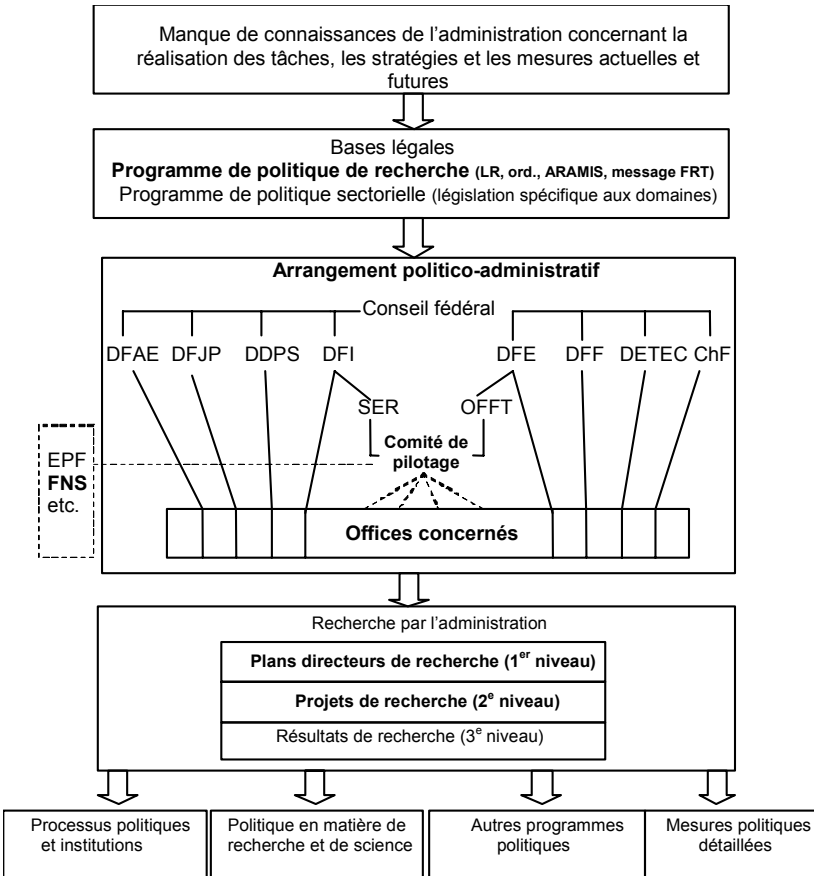 Manque de connaissances de l'administration concernant la
réalisation des tâches, les stratégies et les mesures actuelles et
futures
Bases légales
Programme de politique de recherche (LR, ord., ARAMIS, message FRT)
Programme de politique sectorielle (législation spécifique aux domaines)
Arrangement politico-administratif
Conseil fédéral
DFAE DFJP DDPS DFI DFE DFF DETEC ChF
SER OFFT
Comité de
pilotage
EPF
FNS
etc.
Offices concernés
Recherche par l'administration
Plans directeurs de recherche (1er niveau)
Projets de recherche (2e niveau)
Résultats de recherche (3e niveau)
Processus politiques
et institutions
Politique en matière de
recherche et de science
Autres programmes
politiques
Mesures politiques
détaillées